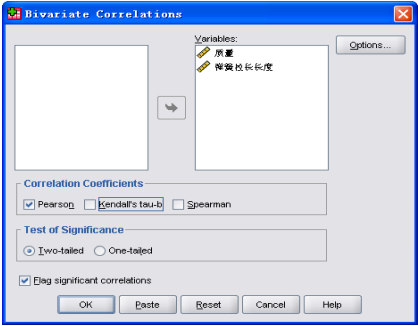 Bivariate Correlations
Variables:
质量
弹簧拉长长度
Options...
Correlation Coefficients
Pearson Kendall's tau-b Spearman
Test of Significance
Two-tailed One-tailed
Flag significant correlations
OK Paste Reset Cancel Help